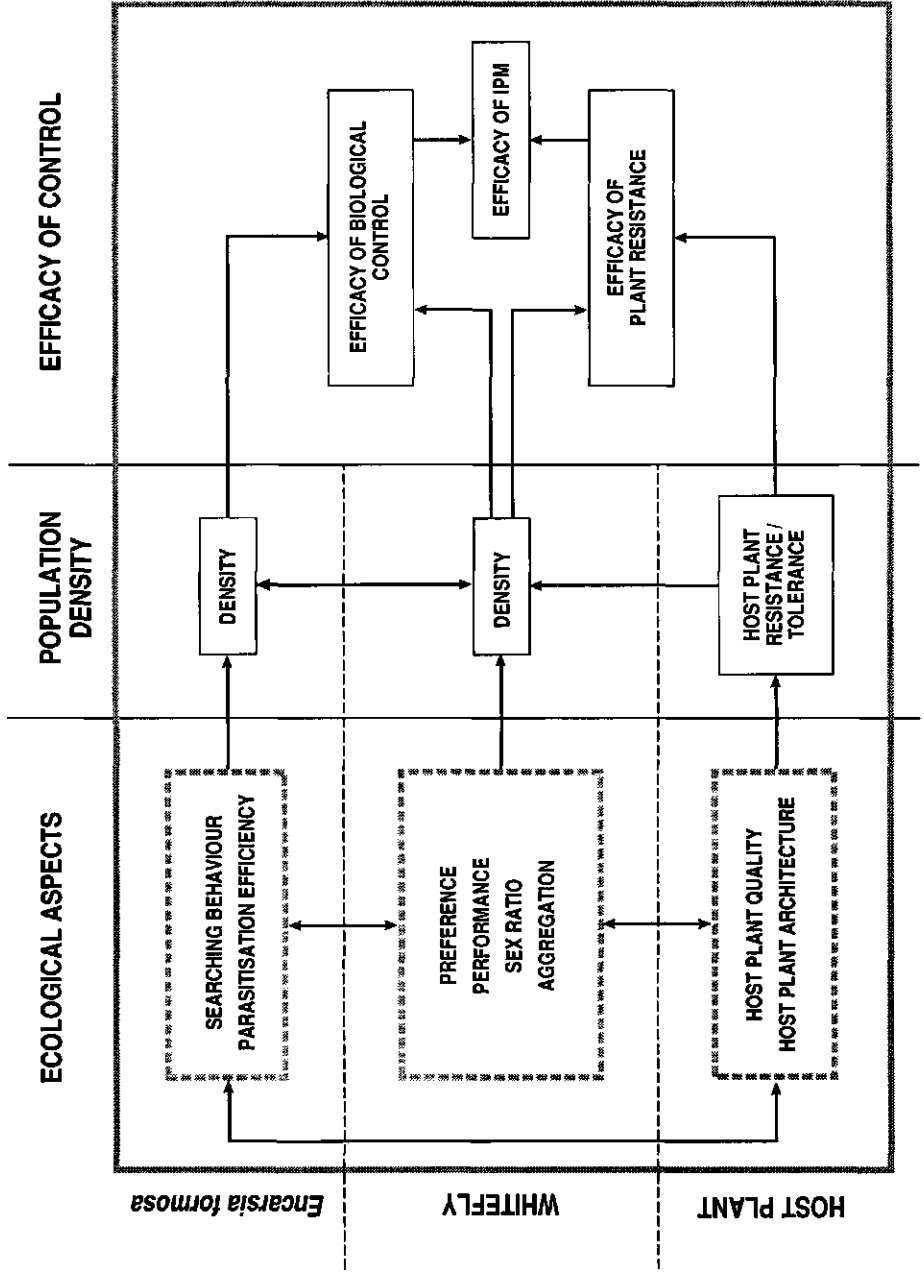 ECOLOGICAL ASPECTS
POPULATION
DENSITY
EFFICACY OF CONTROL
Encarsia formosa
SEARCHING BEHAVIOUR
PARASITISATION EFFICIENCY
DENSITY
EFFICACY OF BIOLOGICAL
CONTROL
WHITEFLY
PREFERENCE
PERFORMANCE
SEX RATIO
AGGREGATION
DENSITY
EFFICACY OF IPM
HOST PLANT
HOST PLANT QUALITY
HOST PLANT ARCHITECTURE
HOST PLANT
RESISTANCE /
TOLERANCE
EFFICACY OF
PLANT RESISTANCE